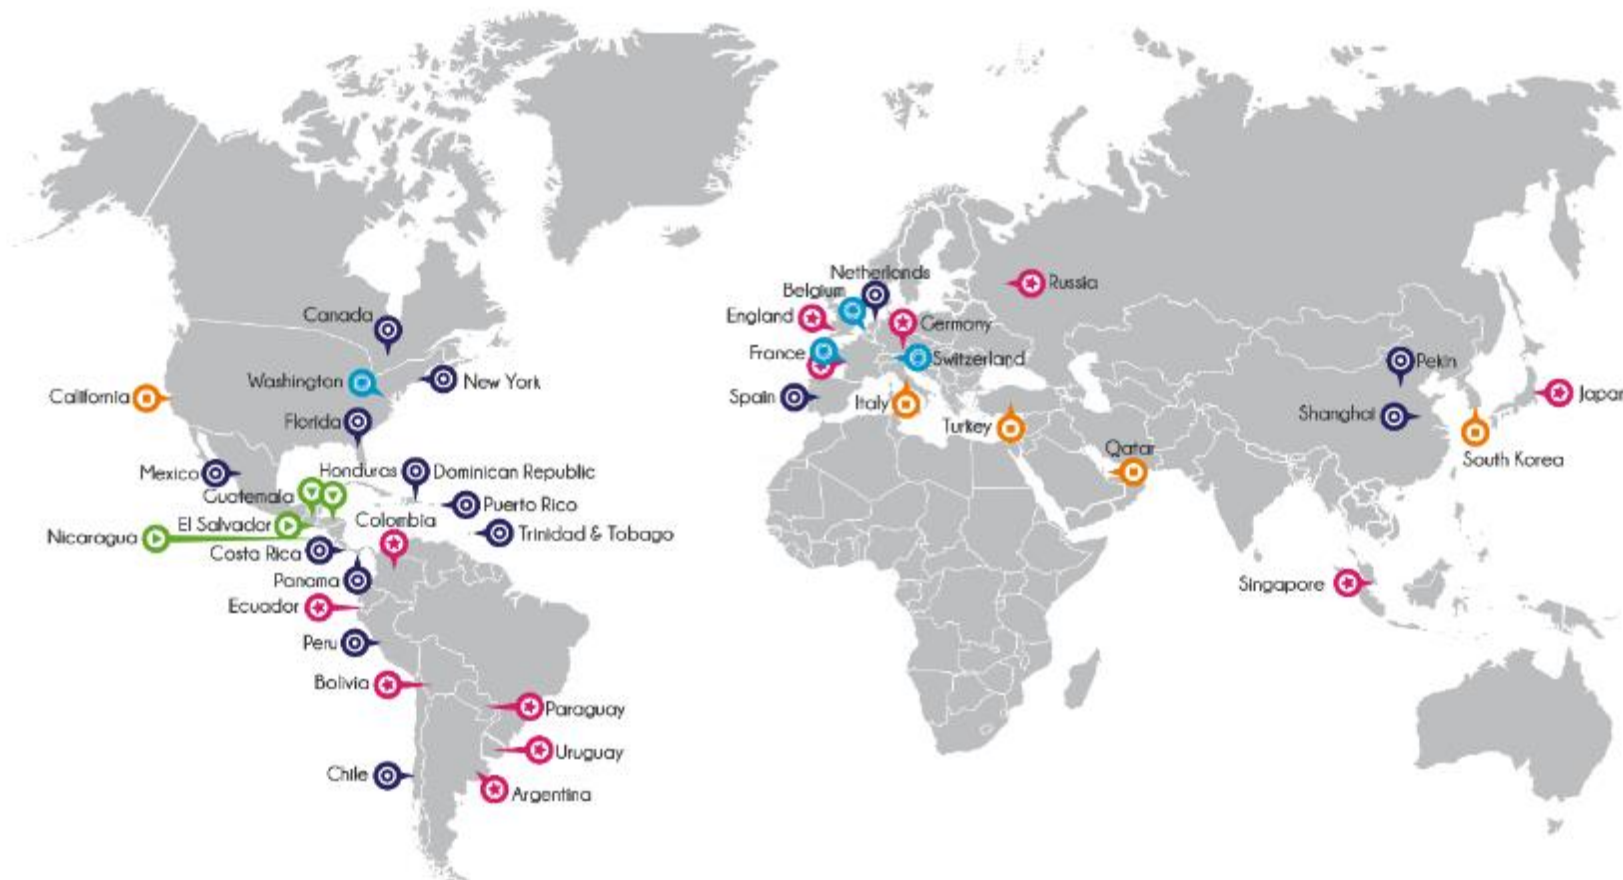 Netherlands
Belgium
Russia
England
Germany
France
Switzerland
Canada
Washington
New York
California
Spain
Italy
Florida
Turkey
Pekin
Shanghai
Japan
South Korea
Qatar
Mexico
Honduras
Dominican Republic
Guatemala
Puerto Rico
El Salvador
Colombia
Trinidad & Tobago
Nicaragua
Costa Rica
Panama
Singapore
Ecuador
Peru
Bolivia
Paraguay
Uruguay
Chile
Argentina